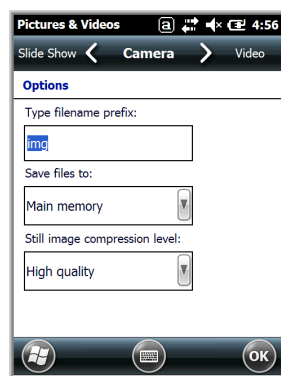 Pictures & Videos a 4:56
Slide Show Camera Video
Options
Type filename prefix:
img
Save files to:
Main memory
Still image compression level:
High quality
OK